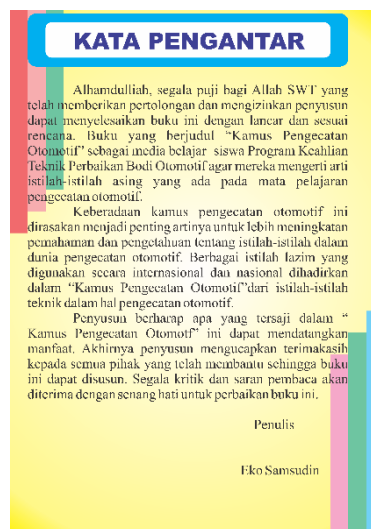 KATA PENGANTAR
Alhamdulliah, segala puji bagi Allah SWT yang
telah memberikan pertolongan dan mengizinkan penyusun
dapat menyelesaikan buku ini dengan lancar dan sesuai
rencana. Buku yang berjudul “Kamus Pengecatan
Otomotif” sebagai media belajar siswa Program Keahlian
Teknik Perbaikan Bodi Otomotif agar mereka mengerti arti
istilah-istilah asing yang ada pada mata pelajaran
pengecatan otomotif.
Keberadaan kamus pengecatan otomotif ini
dirasakan menjadi penting artinya untuk lebih meningkatan
pemahaman dan pengetahuan tentang istilah-istilah dalam
dunia pengecatan otomotif. Berbagai istilah lazim yang
digunakan secara internasional dan nasional dihadirkan
dalam “Kamus Pengecatan Otomotif”dari istilah-istilah
teknik dalam hal pengecatan otomotif.
Penyusun berharap apa yang tersaji dalam “
Kamus Pengecatan Otomotf” ini dapat mendatangkan
manfaat. Akhirnya penyusun mengucapkan terimakasih
kepada semua pihak yang telah membantu sehingga buku
ini dapat disusun. Segala kritik dan saran pembaca akan
diterima dengan senang hati untuk perbaikan buku ini.
Penulis
Eko Samsudin